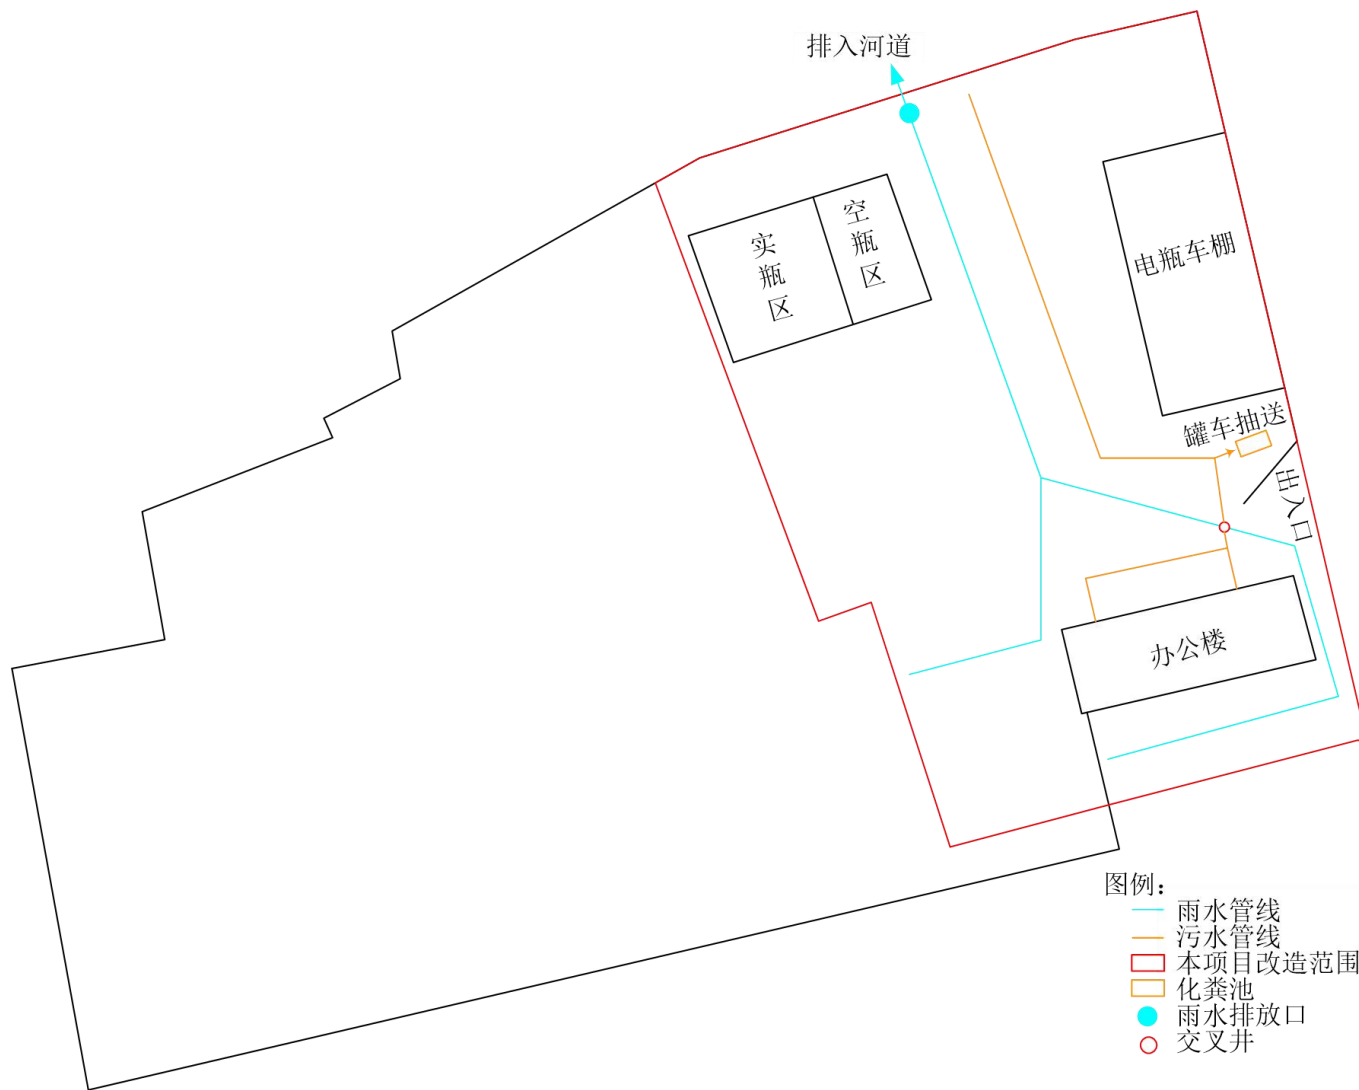 排入河道
空瓶区
实瓶区
电瓶车棚
罐车抽送
出入口
办公楼
图例：
雨水管线
污水管线
本项目改造范围
化粪池
雨水排放口
交叉井